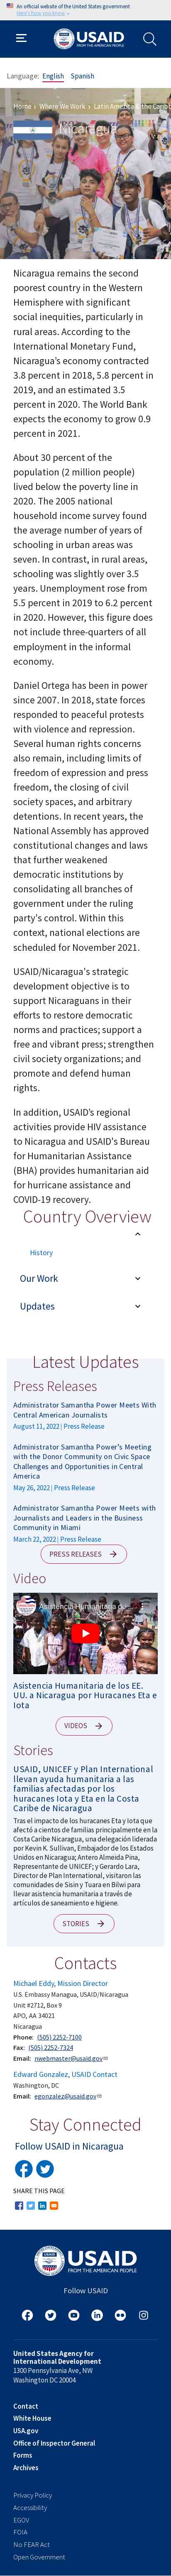 An official website of the United States government
Here's how you know
USAID
FROM THE AMERICAN PEOPLE
Language: English Spanish
Home › Where We Work › Latin America & the Carib
Nicaragua
Nicaragua remains the second
poorest country in the Western
Hemisphere with significant
social inequities, particularly in
rural areas. According to the
International Monetary Fund,
Nicaragua's economy contracted
3.8 percent in 2018, 5.8 percent in
2019, and an estimated 3.5
percent in 2020. The World Bank
expects the economy to grow 0.9
percent in 2021.
About 30 percent of the
population (2 million people)
lived below the poverty line in
2020. The 2005 national
household income survey found
the average of seven years of
schooling in urban areas was
seven. In contrast, in rural areas,
schooling was slightly over 3.5
years. Unemployment rose from
5.5 percent in 2019 to 6.2 percent
in 2020. However, this figure does
not include employment in the
informal
economy.
Daniel Ortega has been in power
since 2007. In 2018, state forces
responded to peaceful protests
with violence and repression.
Several human rights concerns
also remain, including limits of
freedom of expression and press
freedom, the closing of civil
society spaces, and arbitrary
detentions. In recent years, the
National Assembly has approved
laws and constitutional changes
that further weakened
democratic institutions by
consolidating all branches of
government under the ruling
party's control. Within this
context, national elections are
scheduled for November 2021.
USAID/Nicaragua's strategic
development objective is to
support Nicaraguans in their
efforts to restore democratic
norms and practices; support a
free and vibrant press; strengthen
civil society organizations; and
promote and defend human
rights.
In addition, USAID's regional
activities provide HIV assistance
to Nicaragua and USAID's Bureau
of Humanitarian Assistance
(BHA) provides humanitarian aid
for hurricane assistance and
COVID-19 recovery.
Country Overview
History
Our Work
Updates
Latest Updates
Press Releases
Administrator Samantha Power Meets With
Central American Journalists
August 11, 2022 | Press Release
Administrator Samantha Power's Meeting
with the Donor Community on Civic Space
Challenges and Opportunities in Central
America
May 26, 2022 | Press Release
Administrator Samantha Power Meets with
Journalists and Leaders in the Business
Community in Miami
March 22, 2022 | Press Release
PRESS RELEASES
Video
Asistencia Humanitaria de
Asistencia Humanitaria de los EE.
UU. a Nicaragua por Huracanes Eta e
Iota
VIDEOS
Stories
USAID, UNICEF y Plan International
llevan ayuda humanitaria a las
familias afectadas por los
huracanes Iota y Eta en la Costa
Caribe de Nicaragua
Tras el impacto de los huracanes Eta y Iota que
afectó a cientos de familias principalmente en la
Costa Caribe Nicaragua, una delegación formada
por Kevin K. Sullivan, Embajador de los Estados
Unidos en Nicaragua; Antero Almeida Pina,
Representante de UNICEF; y Gerardo Lara,
Director de Plan International, visitaron las
comunidades de Sisin y Tuara en Bilwi para
llevar asistencia humanitaria a través de
artículos de saneamiento e higiene.
STORIES
Contacts
Michael Eddy, Mission Director
U.S. Embassy Managua, USAID/Nicaragua
Unit #2712, Box 9
APO, AA 34021
Nicaragua
Phone: (505) 2252-7100
Fax: (505) 2252-7324
Email: nwebmaster@usaid.gov
Edward Gonzalez, USAID Contact
Washington, DC
Email: egonzalez@usaid.gov
Stay Connected
Follow USAID in Nicaragua
SHARE THIS PAGE
USAID
FROM THE AMERICAN PEOPLE
Follow USAID
United States Agency for
International Development
1300 Pennsylvania Ave, NW
Washington DC 20004
Contact
White House
USA.gov
Office of Inspector General
Forms
Archives
Privacy Policy
Accessibility
EGOV
FOIA
No FEAR Act
Open Government